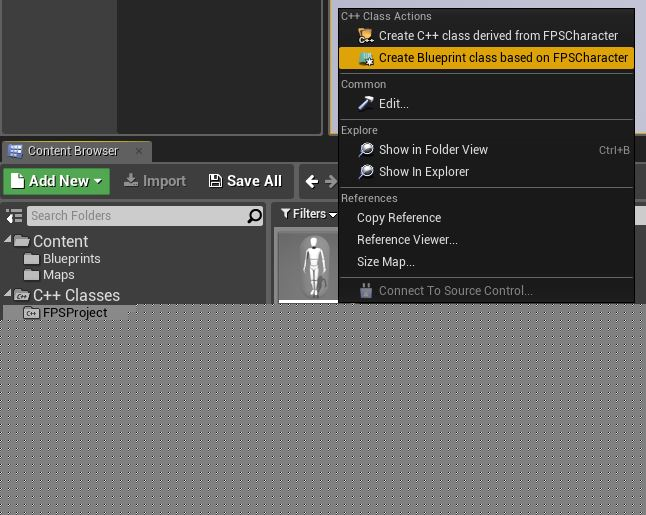 C++ Class Actions
Create C++ class derived from FPSCharacter
Create Blueprint class based on FPSCharacter
Common
Edit...
Explore
Show in Folder View Ctrl+B
Show In Explorer
References
Copy Reference
Reference Viewer...
Size Map...
Connect To Source Control...
Content Browser
Add New Import Save All
Search Folders
Filters
Content
Blueprints
Maps
C++ Classes
FPSProject